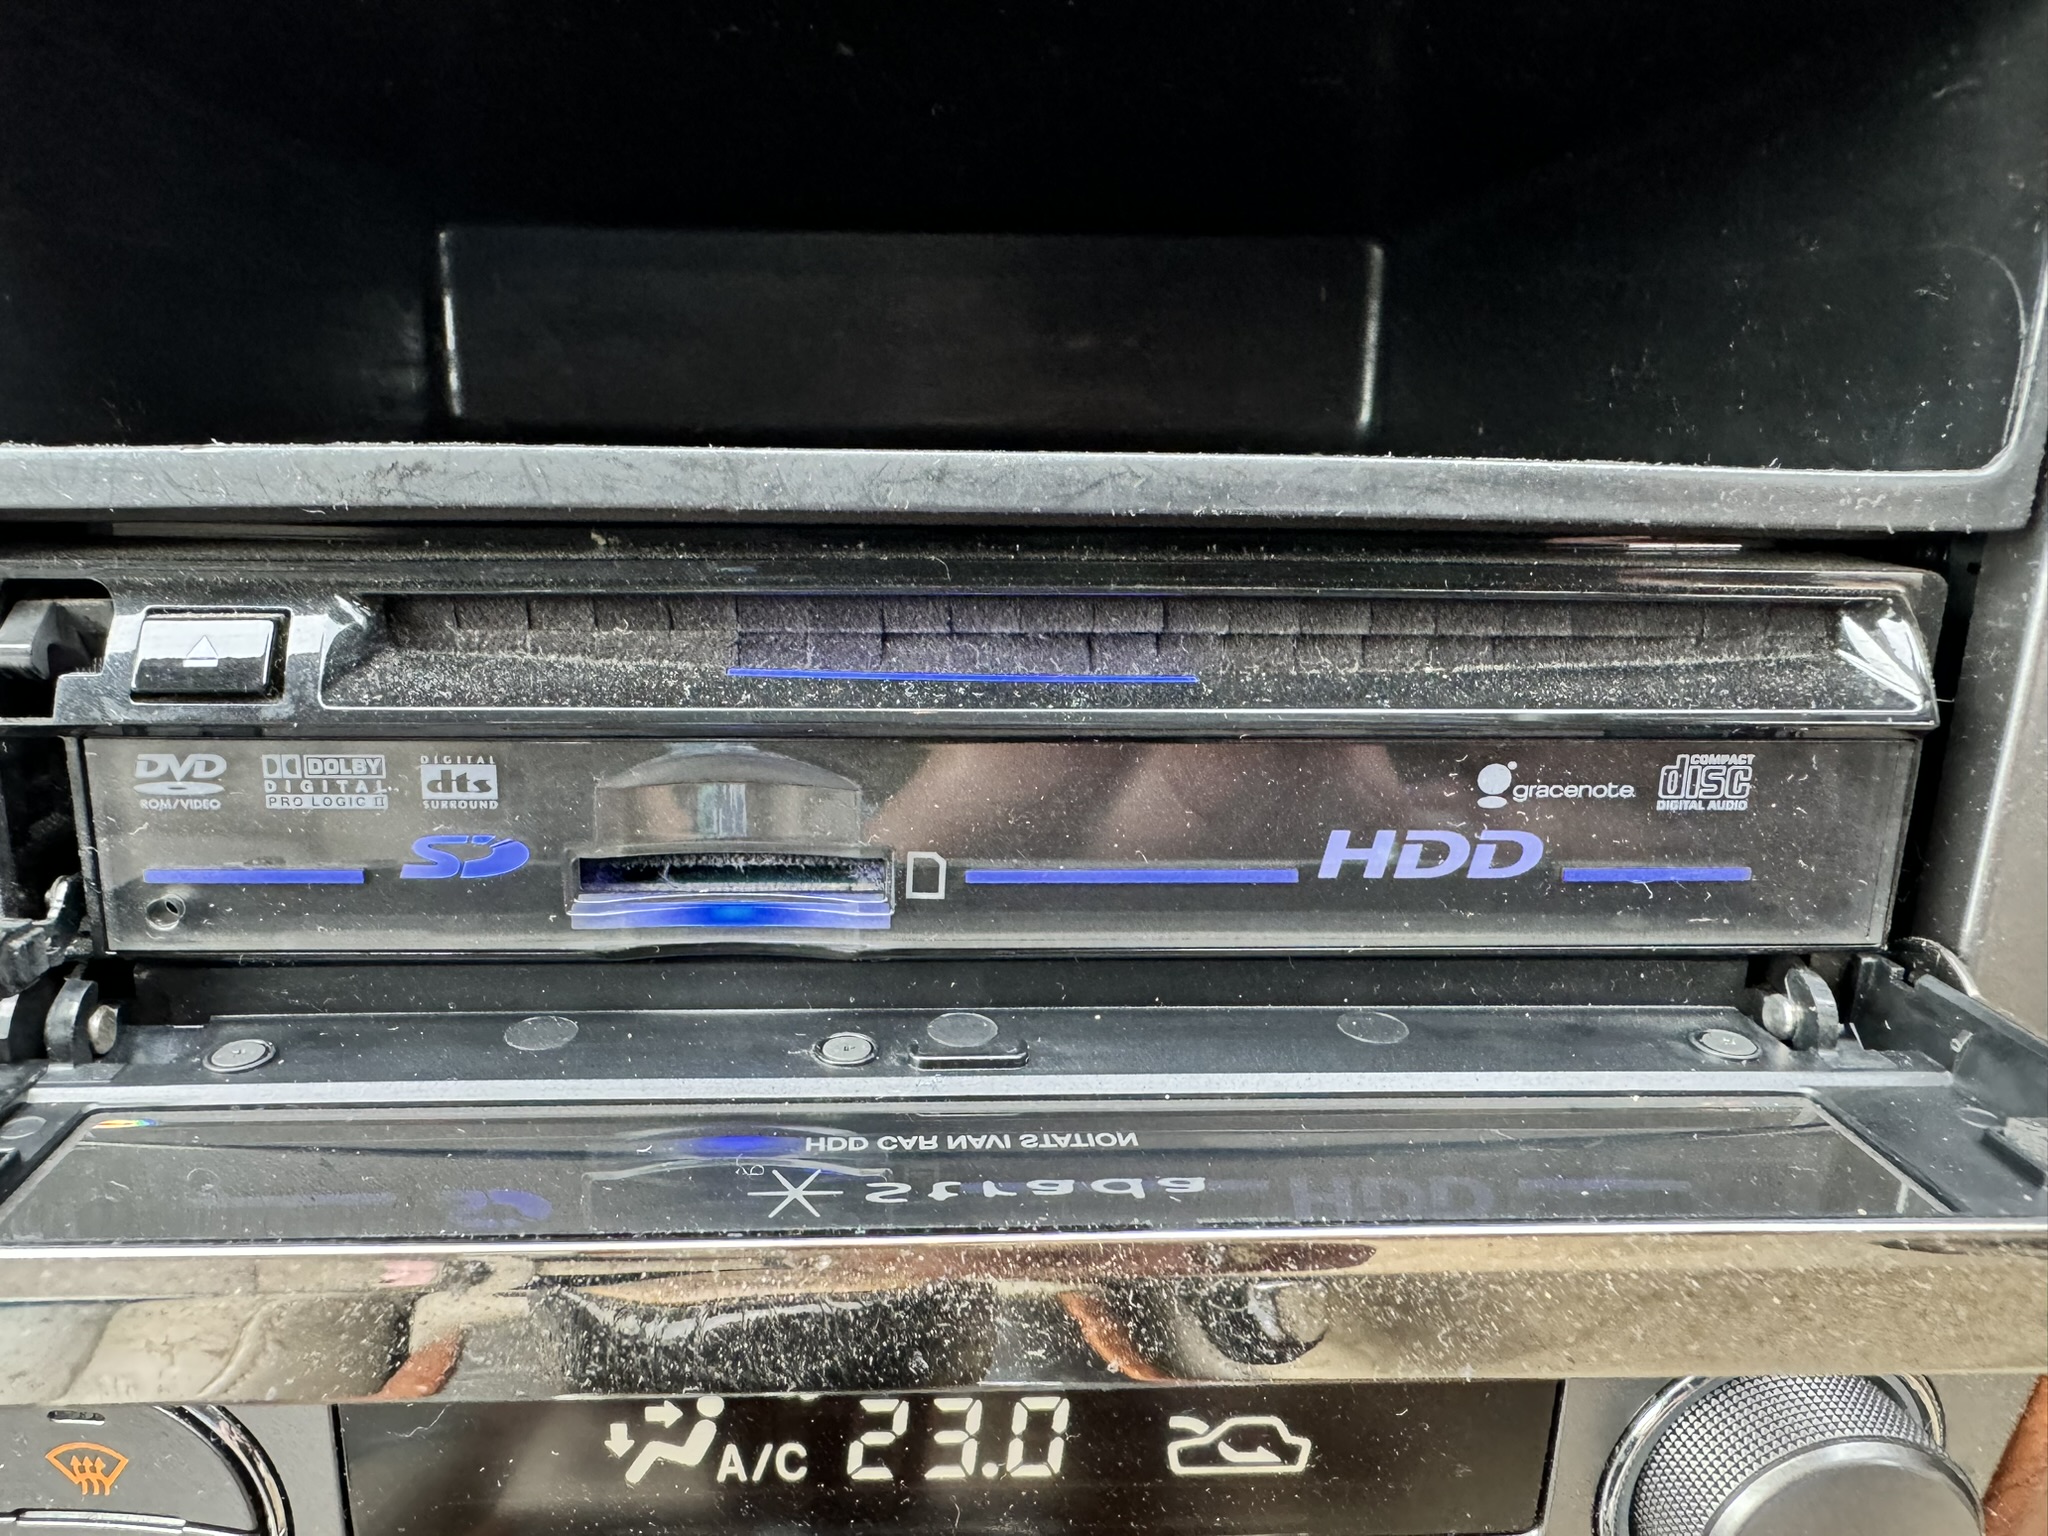 DVD
ROM/VIDEO
DOLBY
DIGITAL
PRO LOGIC II
DIGITAL
dts
SURROUND
gracenote
COMPACT
disc
DIGITAL AUDIO
SD
HDD
HDD CAR NAVI STATION
Strada
A/C 23.0